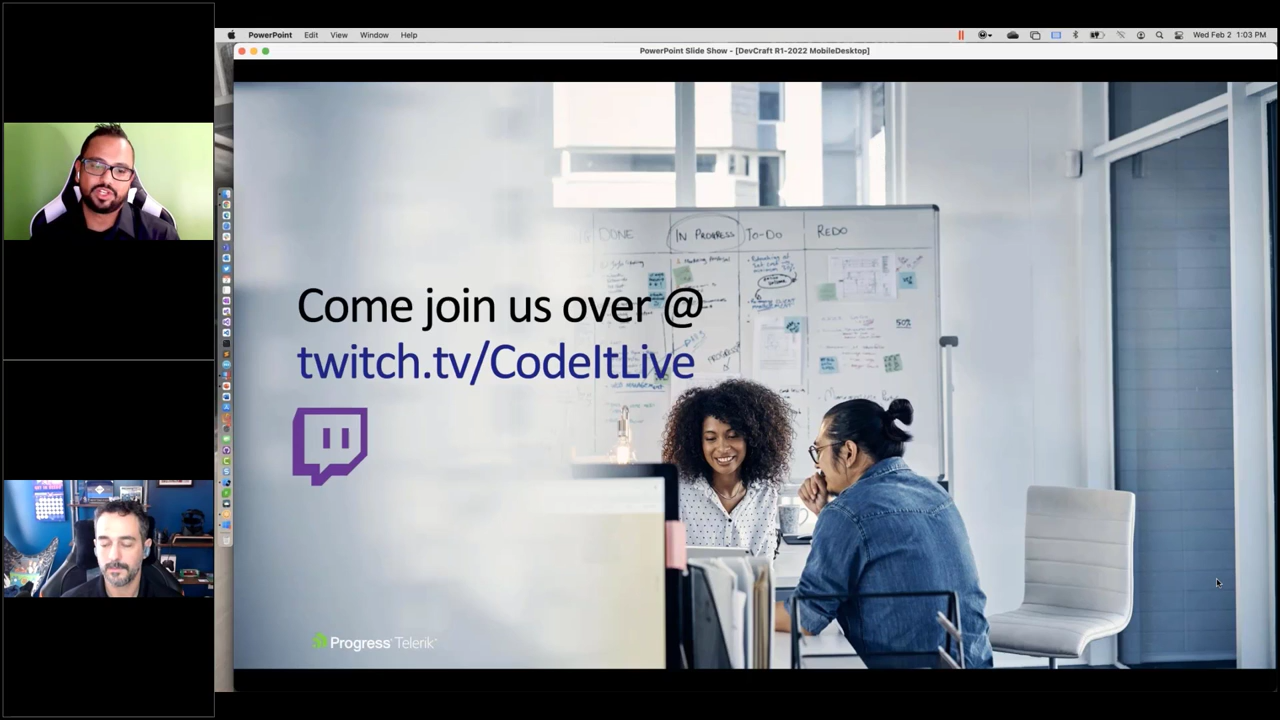 PowerPoint Edit View Window Help
Wed Feb 2 1:03 PM
PowerPoint Slide Show - [DevCraft R1-2022 MobileDesktop]
DONE IN PROGRESS TO-DO REDO
50%
Come join us over @
twitch.tv/CodeItLive
Progress Telerik